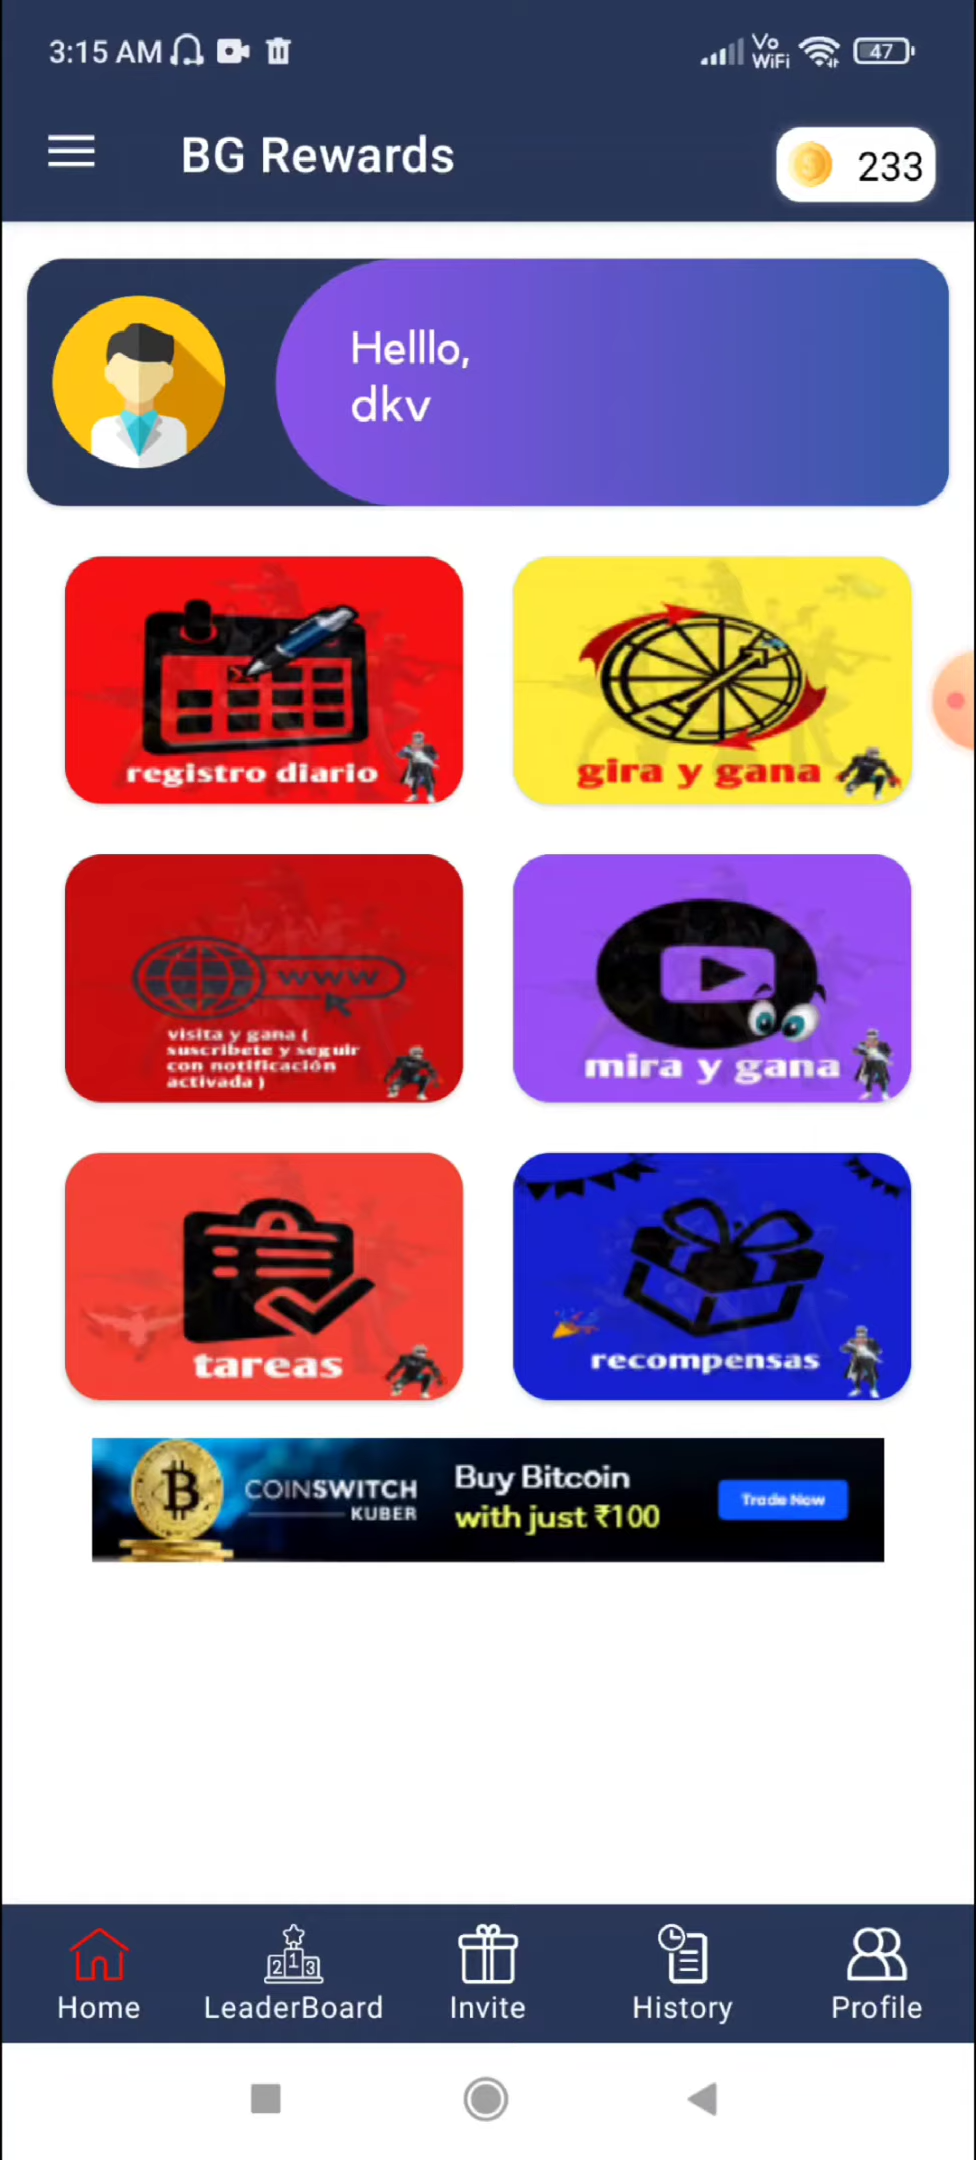 3:15 AM
Vo
WiFi
47
BG Rewards
233
Helllo,
dkv
registro diario
gira y gana
www
visita y gana (
suscribete y seguir
con notificación
activada )
mira y gana
tareas
recompensas
COINSWITCH
KUBER
Buy Bitcoin
with just ₹100
Trade Now
Home
LeaderBoard
Invite
History
Profile